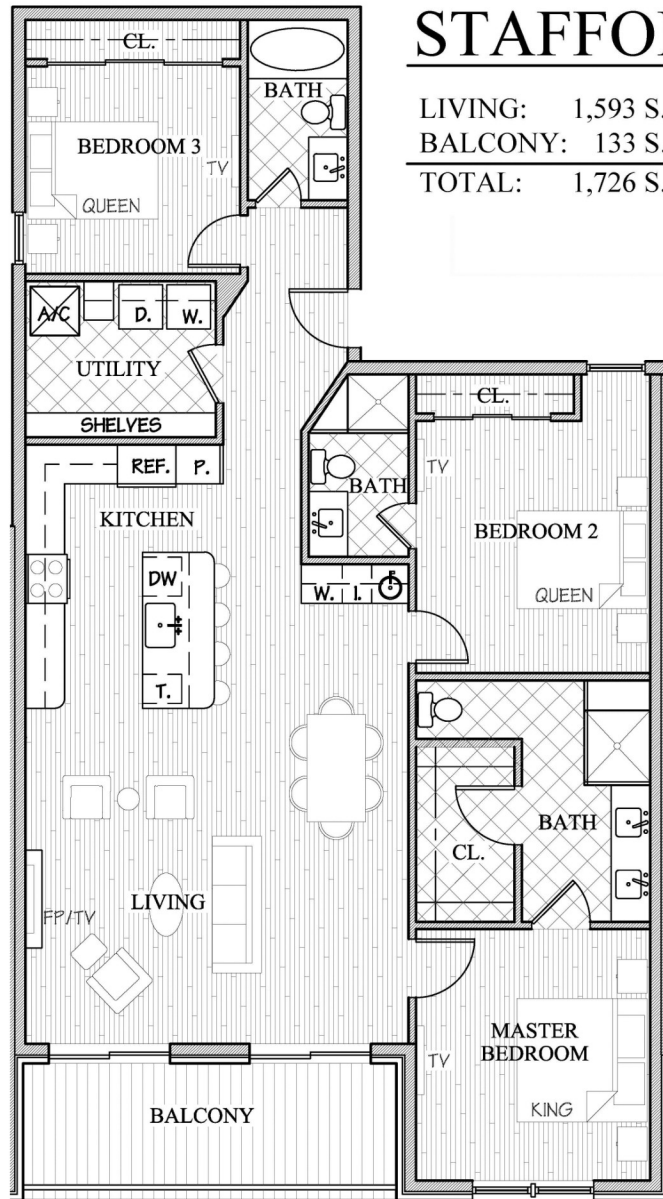 STAFFO
LIVING: 1,593 S.
BALCONY: 133 S.
TOTAL: 1,726 S.
CL.
BATH
BEDROOM 3
TV
QUEEN
A/C
D.
W.
UTILITY
SHELVES
REF.
P.
KITCHEN
DW
T.
CL.
BATH
TV
BEDROOM 2
QUEEN
W.
I.
BATH
CL.
LIVING
FP/TV
MASTER
BEDROOM
TV
KING
BALCONY